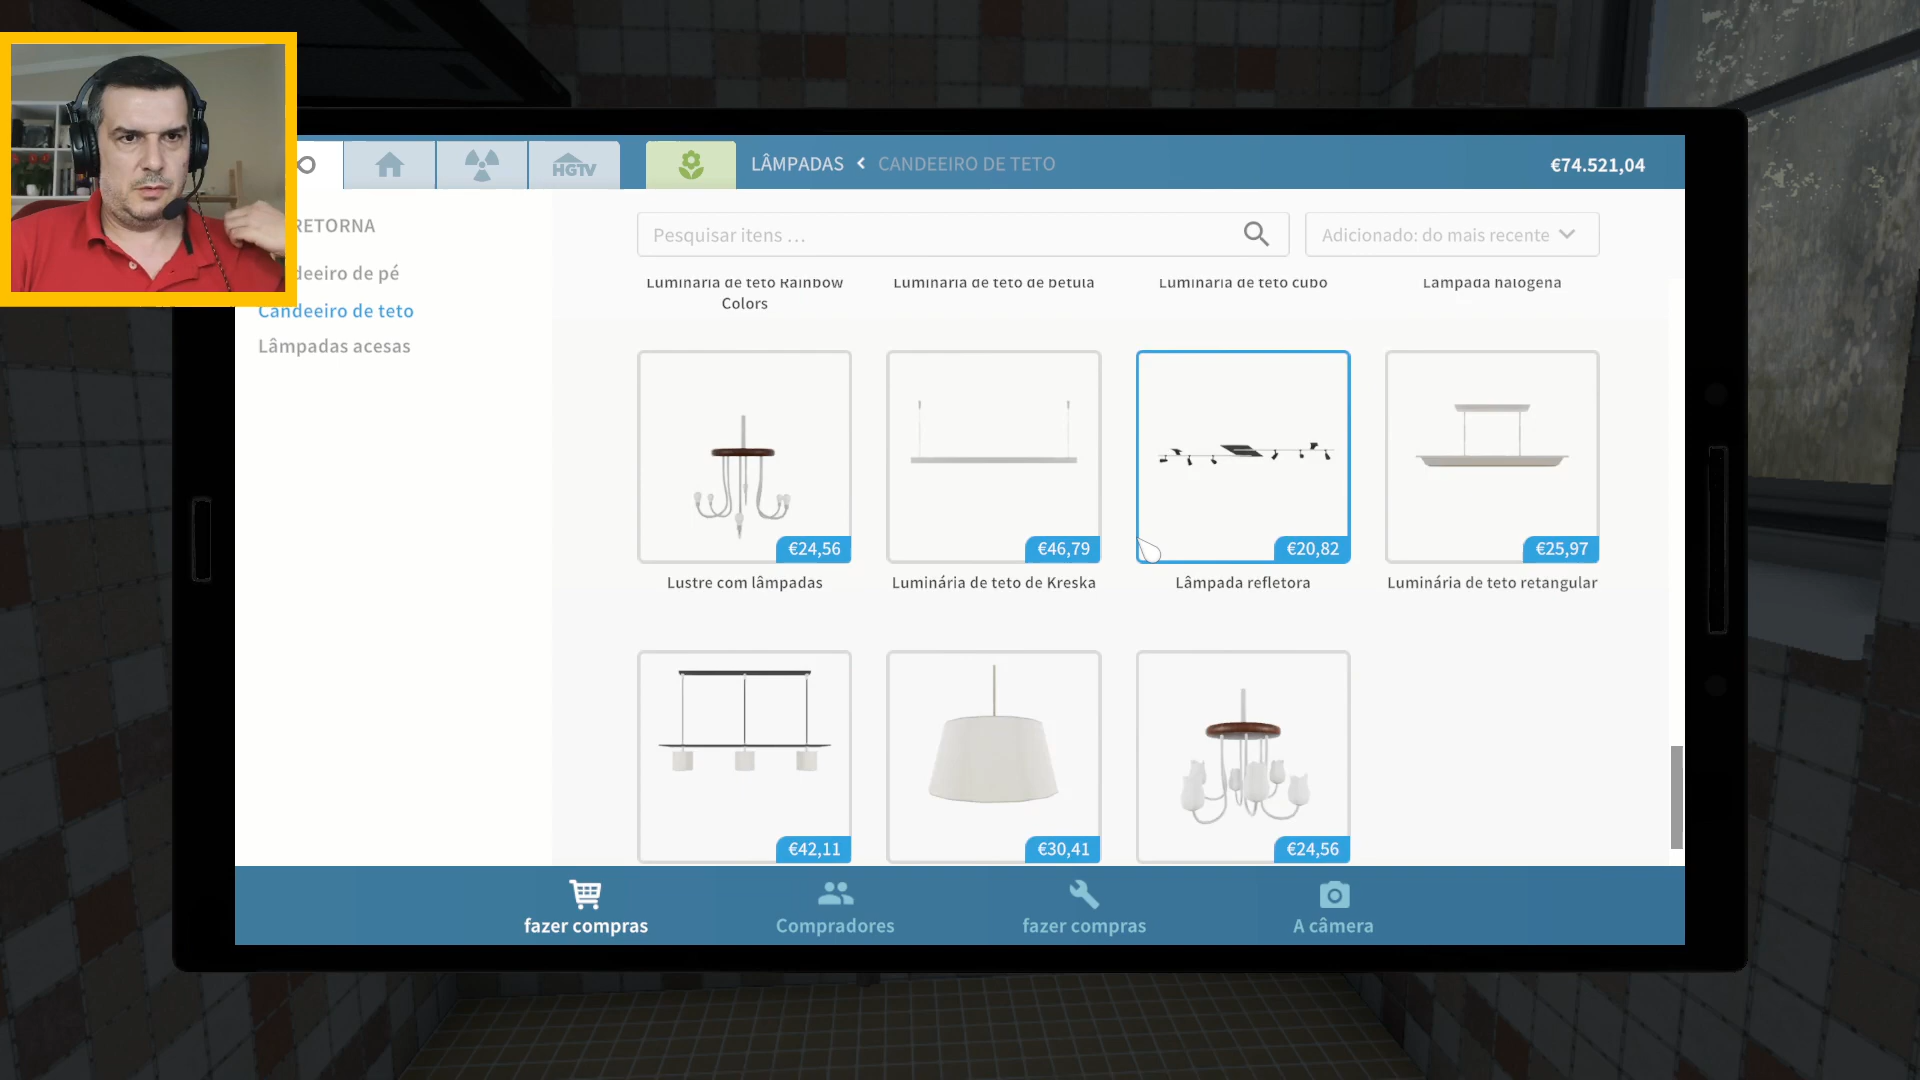 HGTV
LÂMPADAS
CANDEEIRO DE TETO
€74.521,04
RETORNA
Pesquisar itens ...
Adicionado: do mais recente
deeiro de pé
Candeeiro de teto
Lâmpadas acesas
Luminária de teto Rainbow
Colors
Luminária de teto de bétula
Luminária de teto cubo
Lâmpada halógena
€24,56
€46,79
€20,82
€25,97
Lustre com lâmpadas
Luminária de teto de Kreska
Lâmpada refletora
Luminária de teto retangular
€42,11
€30,41
€24,56
fazer compras
Compradores
fazer compras
A câmera